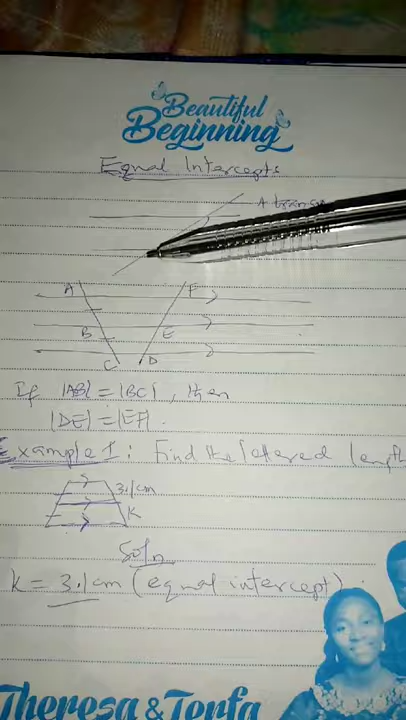 Beautiful
Beginning
Equal Intercepts
A
A F
B E
C D
If |AB| = |BC|, then
|DE| = |EF|.
Example 1: Find the lettered length
3.1cm
k
Soln
k = 3.1cm (equal intercept)
Theresa & Terfa